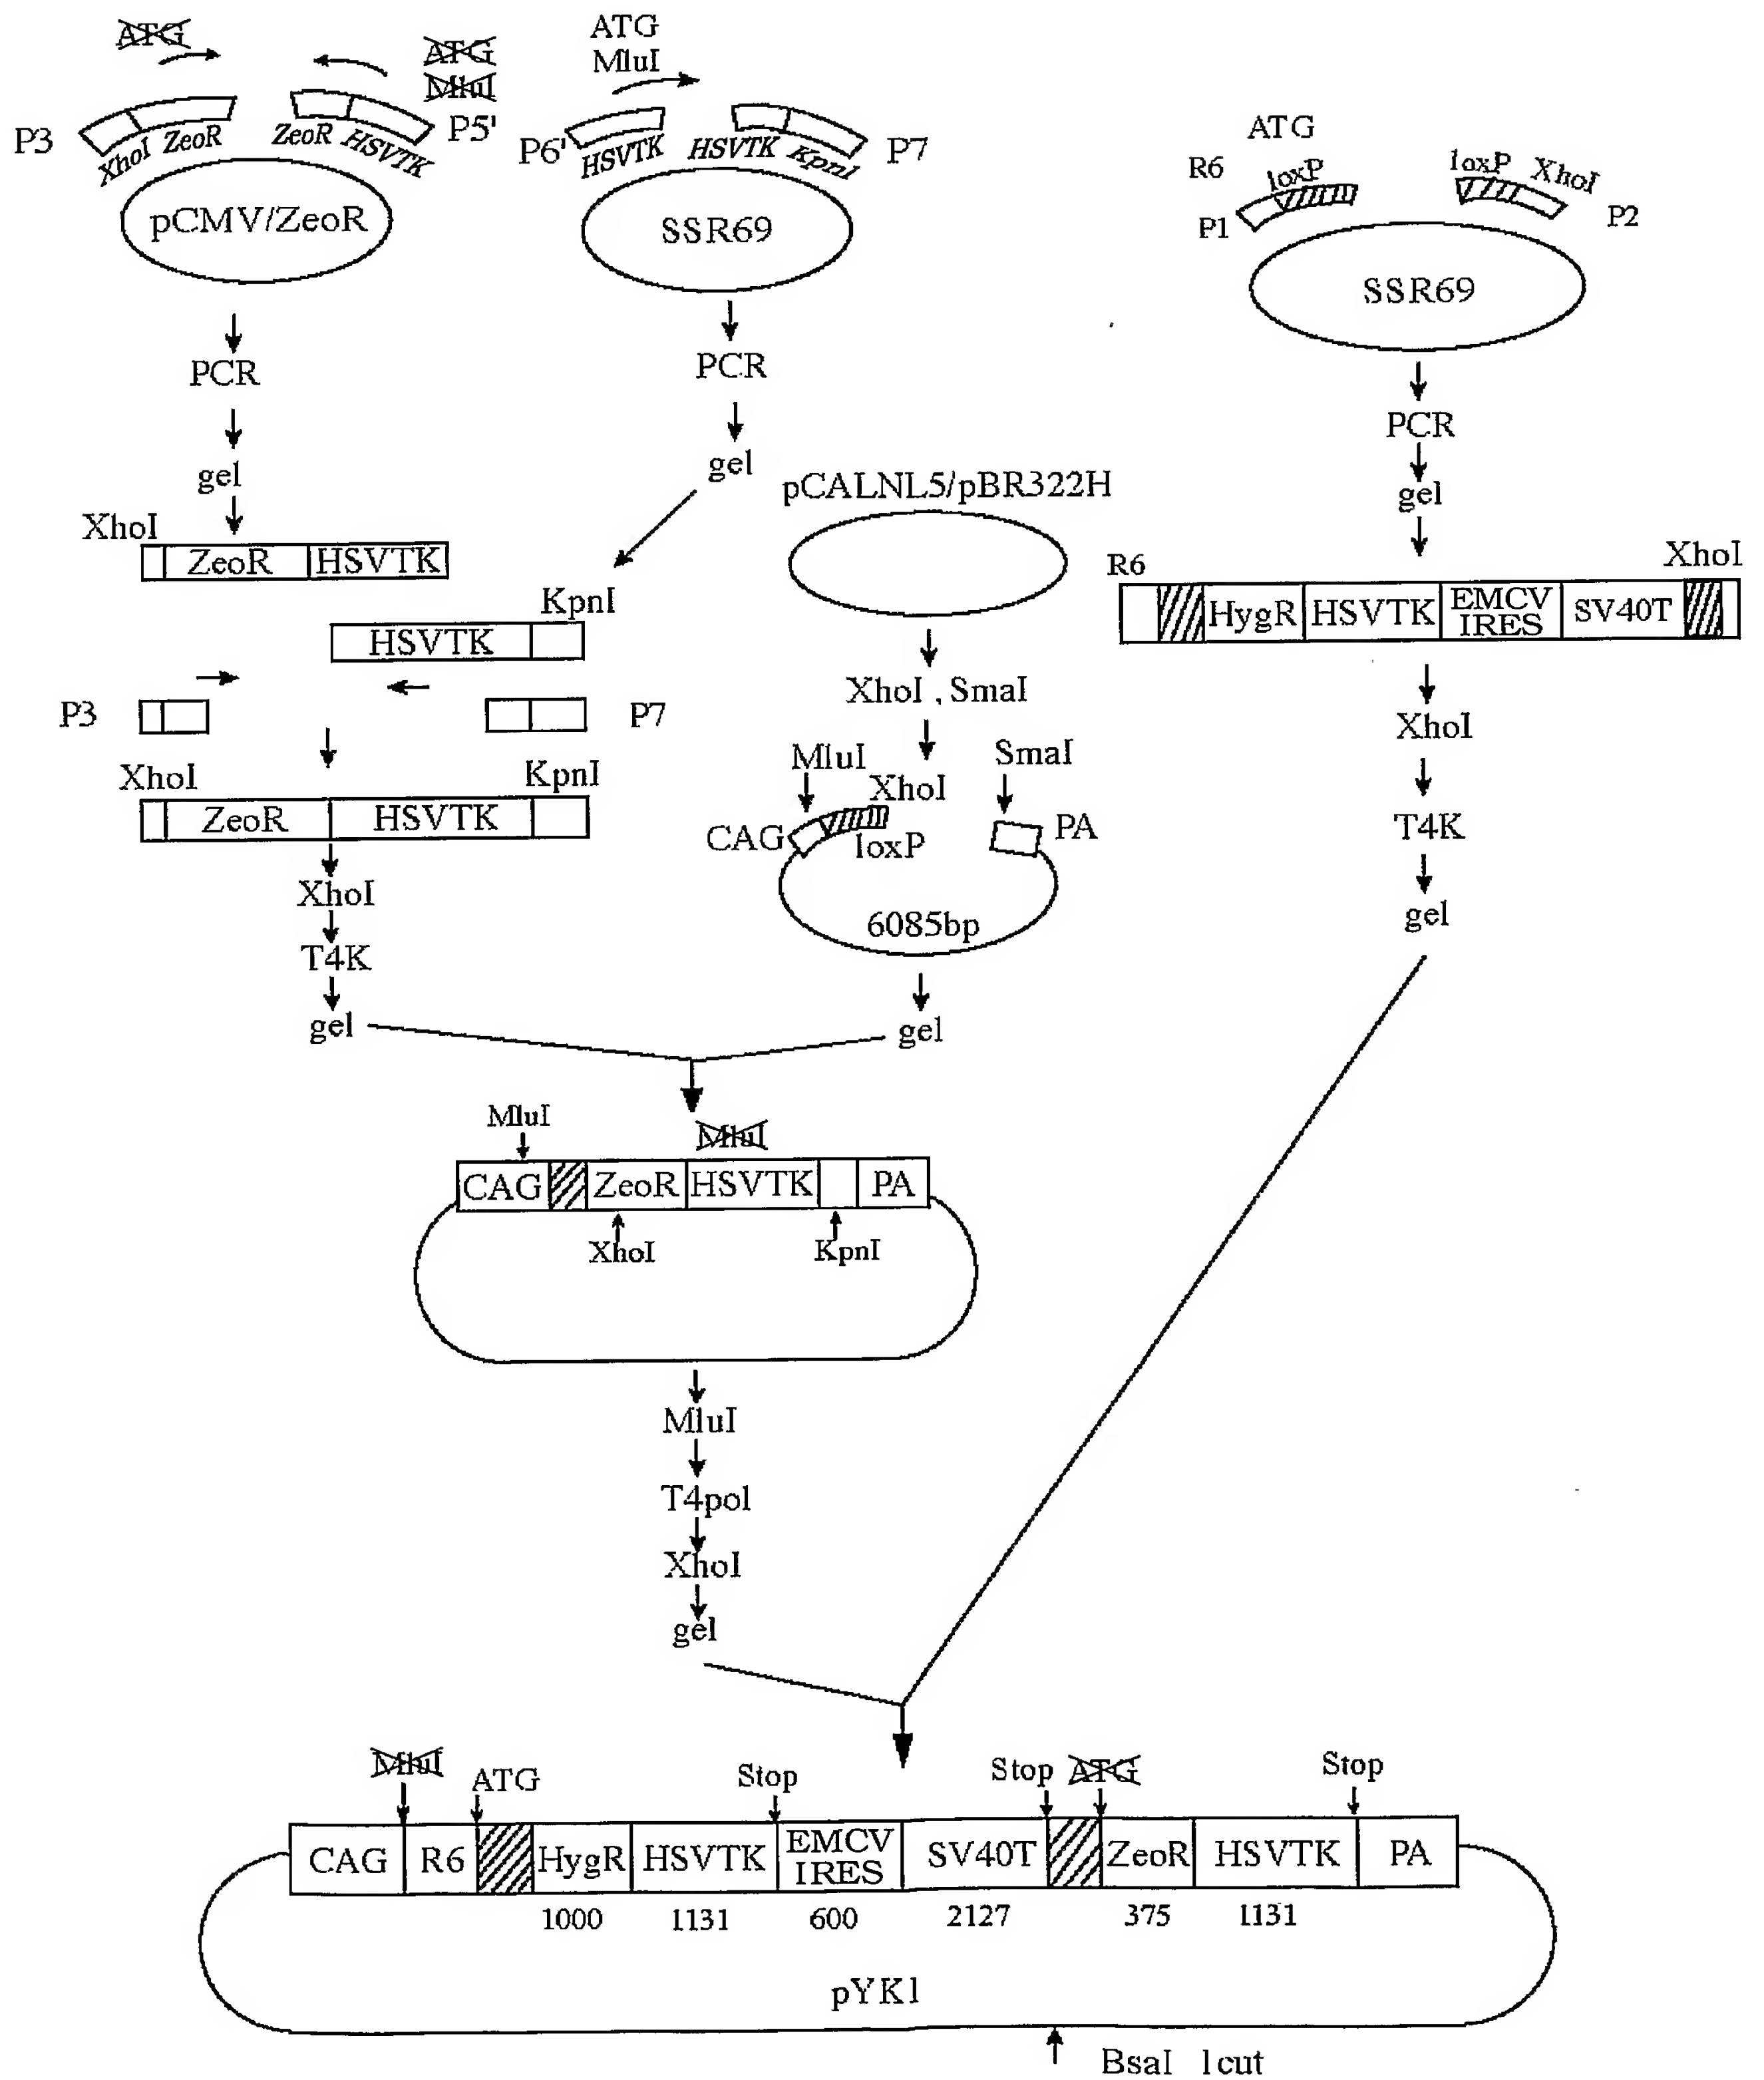 ATG
ATG
MluI
ATG
MluI
P3
XhoI ZeoR
ZeoR HSVTK
P5'
P6'
HSVTK
HSVTK KpnI
P7
ATG
R6
loxP
P1
loxP XhoI
P2
pCMV/ZeoR
SSR69
SSR69
PCR
PCR
PCR
gel
gel
gel
pCALNL5/pBR322H
XhoI
ZeoR HSVTK
KpnI
HSVTK
P3
P7
XhoI
KpnI
ZeoR HSVTK
XhoI
T4K
gel
XhoI , SmaI
MluI
XhoI
SmaI
CAG
loxP
PA
6085bp
gel
R6
XhoI
HygR HSVTK EMCV IRES SV40T
XhoI
T4K
gel
MluI
MluI
CAG ZeoR HSVTK PA
XhoI
KpnI
MluI
T4pol
XhoI
gel
MluI
ATG
Stop
Stop
ATG
Stop
CAG R6 HygR HSVTK EMCV IRES SV40T ZeoR HSVTK PA
1000 1131 600 2127 375 1131
pYK1
BsaI 1cut